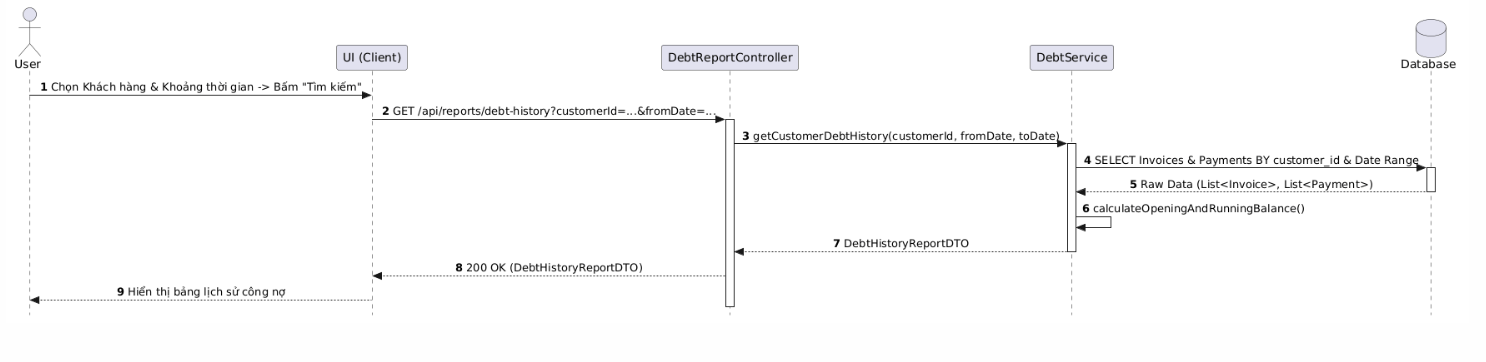 User
UI (Client)
DebtReportController
DebtService
Database
1 Chọn Khách hàng & Khoảng thời gian -> Bấm "Tìm kiếm"
2 GET /api/reports/debt-history?customerId=...&fromDate=...
3 getCustomerDebtHistory(customerId, fromDate, toDate)
4 SELECT Invoices & Payments BY customer_id & Date Range
5 Raw Data (List<Invoice>, List<Payment>)
6 calculateOpeningAndRunningBalance()
7 DebtHistoryReportDTO
8 200 OK (DebtHistoryReportDTO)
9 Hiển thị bảng lịch sử công nợ